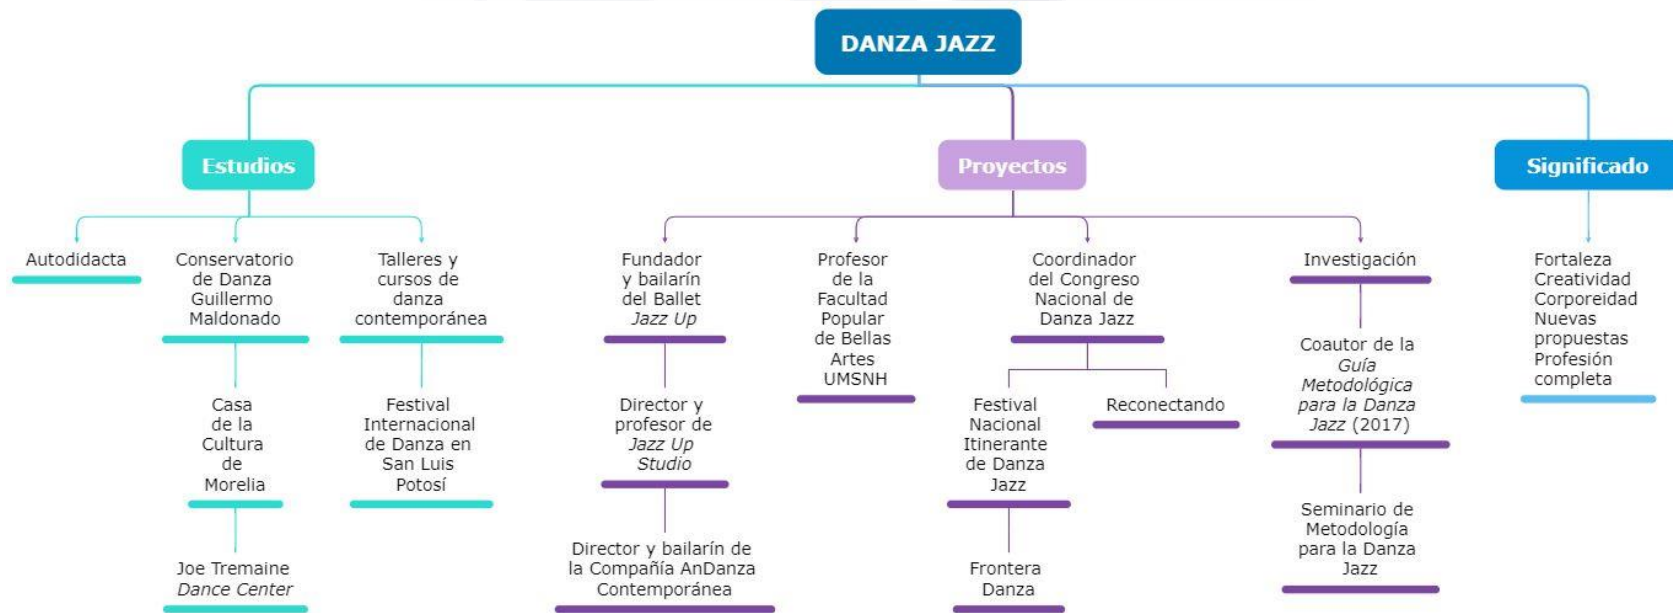 DANZA JAZZ
Estudios
Proyectos
Significado
Autodidacta
Conservatorio
de Danza
Guillermo
Maldonado
Talleres y
cursos de
danza
contemporánea
Fundador
y bailarín
del Ballet
Jazz Up
Profesor
de la
Facultad
Popular
de Bellas
Artes
UMSNH
Coordinador
del Congreso
Nacional de
Danza Jazz
Investigación
Fortaleza
Creatividad
Corporeidad
Nuevas
propuestas
Profesión
completa
Casa
de la
Cultura
de
Morelia
Festival
Internacional
de Danza en
San Luis
Potosí
Director y
profesor de
Jazz Up
Studio
Festival
Nacional
Itinerante
de Danza
Jazz
Reconectando
Coautor de la
Guía
Metodológica
para la Danza
Jazz (2017)
Joe Tremaine
Dance Center
Director y bailarín de
la Compañía AnDanza
Contemporánea
Frontera
Danza
Seminario de
Metodología
para la Danza
Jazz